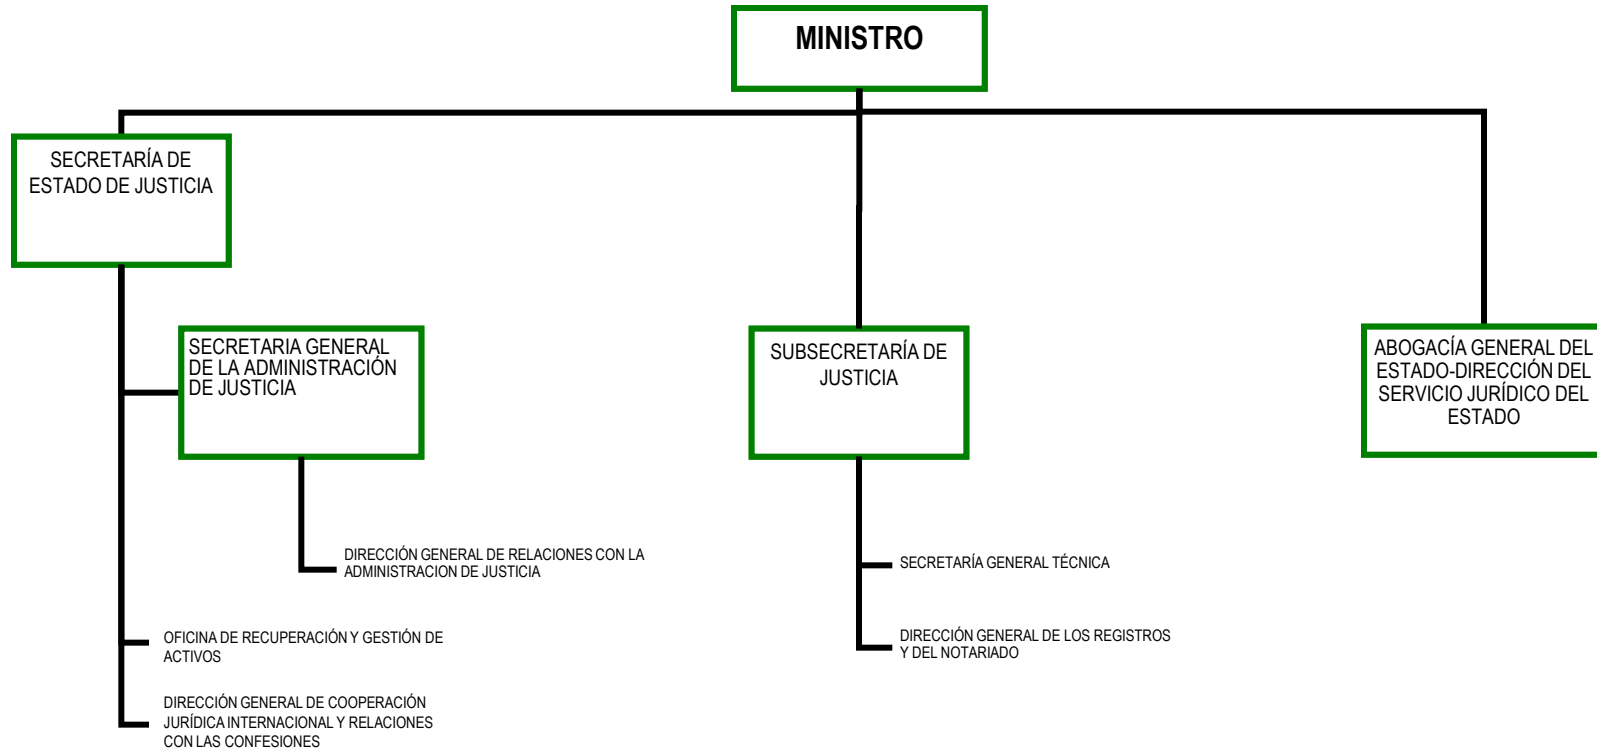 MINISTRO
SECRETARÍA DE
ESTADO DE JUSTICIA
SECRETARIA GENERAL
DE LA ADMINISTRACIÓN
DE JUSTICIA
SUBSECRETARÍA DE
JUSTICIA
ABOGACÍA GENERAL DEL
ESTADO-DIRECCIÓN DEL
SERVICIO JURÍDICO DEL
ESTADO
DIRECCIÓN GENERAL DE RELACIONES CON LA
ADMINISTRACION DE JUSTICIA
SECRETARÍA GENERAL TÉCNICA
OFICINA DE RECUPERACIÓN Y GESTIÓN DE
ACTIVOS
DIRECCIÓN GENERAL DE LOS REGISTROS
Y DEL NOTARIADO
DIRECCIÓN GENERAL DE COOPERACIÓN
JURÍDICA INTERNACIONAL Y RELACIONES
CON LAS CONFESIONES